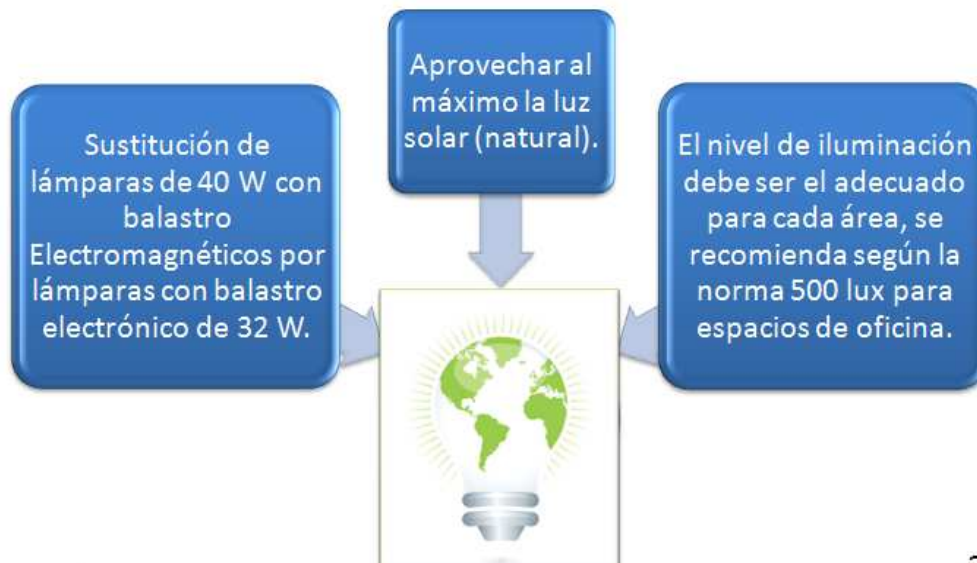 Sustitución de
lámparas de 40 W con
balastro
Electromagnéticos por
lámparas con balastro
electrónico de 32 W.
Aprovechar al
máximo la luz
solar (natural).
El nivel de iluminación
debe ser el adecuado
para cada área, se
recomienda según la
norma 500 lux para
espacios de oficina.